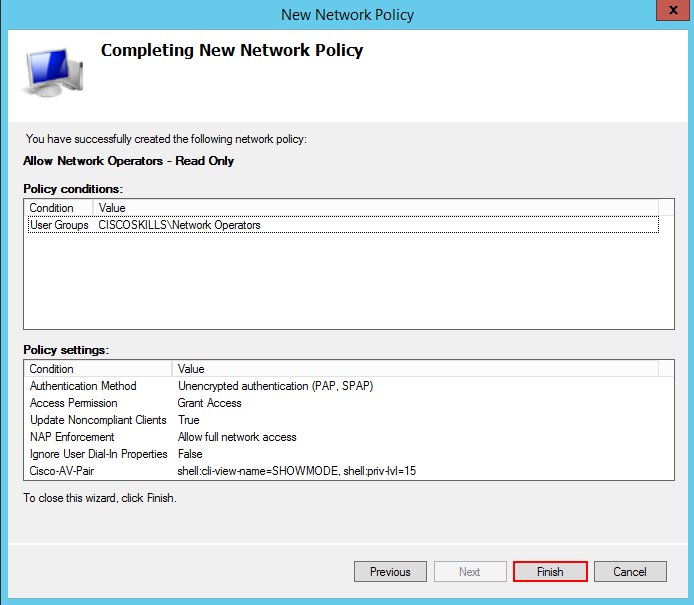 New Network Policy
x
Completing New Network Policy
You have successfully created the following network policy:
Allow Network Operators - Read Only
Policy conditions:
Condition Value
User Groups CISCOSKILLS\Network Operators
Policy settings:
Condition Value
Authentication Method Unencrypted authentication (PAP, SPAP)
Access Permission Grant Access
Update Noncompliant Clients True
NAP Enforcement Allow full network access
Ignore User Dial-In Properties False
Cisco-AV-Pair shell:cli-view-name=SHOWMODE, shell:priv-lvl=15
To close this wizard, click Finish.
Previous Next Finish Cancel